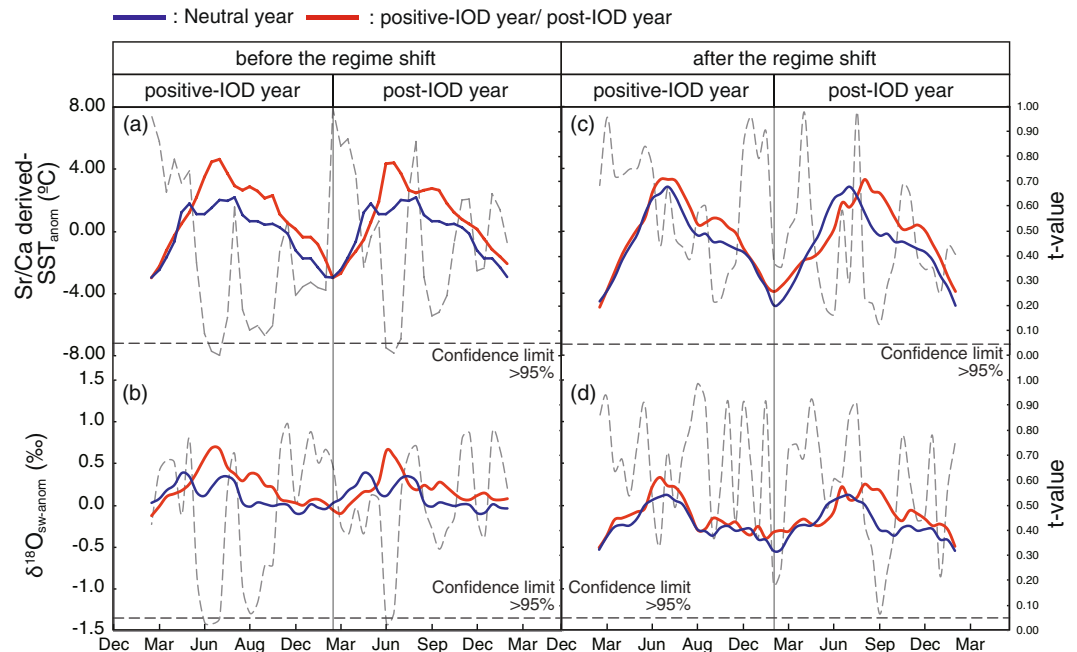 : Neutral year : positive-IOD year/ post-IOD year
before the regime shift after the regime shift
positive-IOD year post-IOD year positive-IOD year post-IOD year
(a) (c)
Sr/Ca derived-
SST anom (ºC)
8.00
4.00
0.00
-4.00
-8.00
Confidence limit
>95%
Confidence limit
>95%
1.00
0.90
0.80
0.70
0.60
0.50
0.40
0.30
0.20
0.10
0.00
t-value
(b) (d)
δ18Osw-anom (‰)
1.5
1.0
0.5
0.0
-0.5
-1.0
-1.5
Confidence limit
>95%
Confidence limit
>95%
1.00
0.90
0.80
0.70
0.60
0.50
0.40
0.30
0.20
0.10
0.00
t-value
Dec Mar Jun Aug Dec Mar Jun Sep Dec Mar Jun Sep Dec Mar Jun Sep Dec Mar